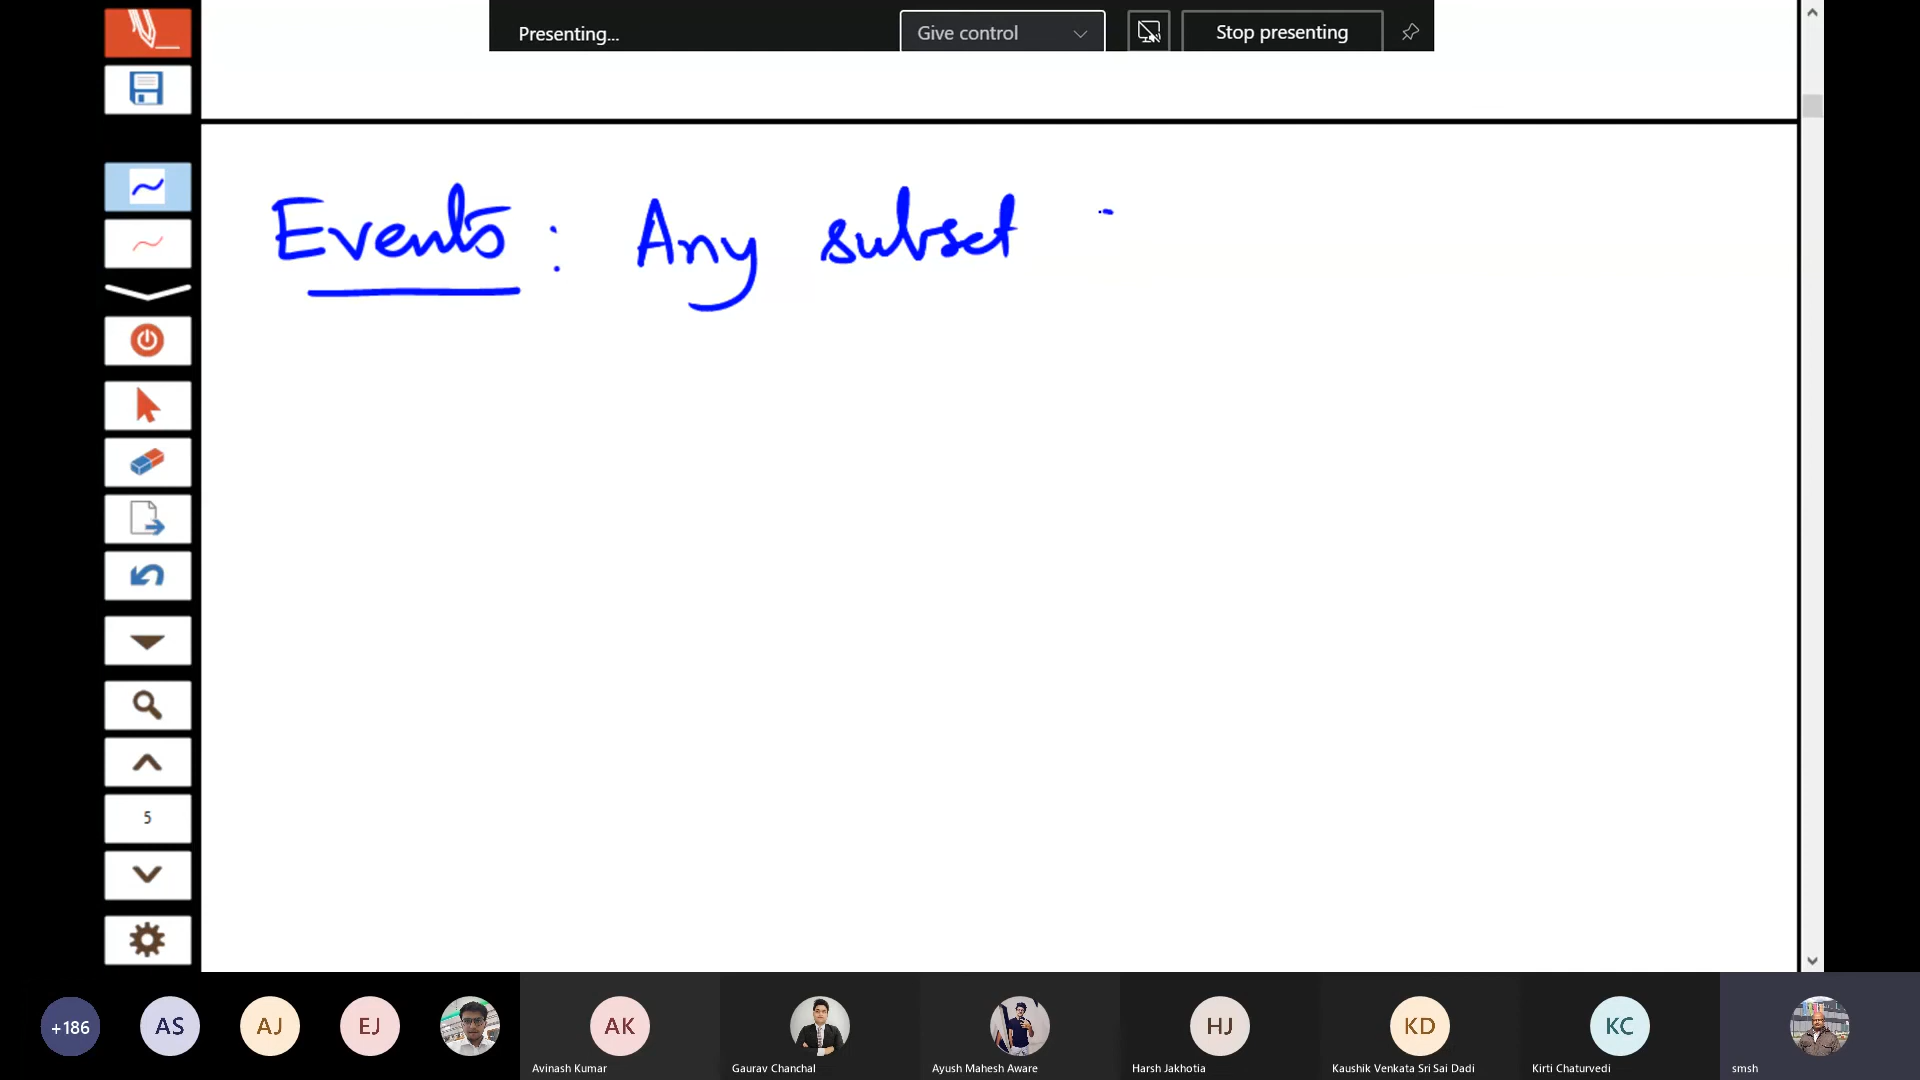 Presenting...
Give control
Stop presenting
Events : Any subset
5
+186
AS
AJ
EJ
AK
HJ
KD
KC
Avinash Kumar
Gaurav Chanchal
Ayush Mahesh Aware
Harsh Jakhotia
Kaushik Venkata Sri Sai Dadi
Kirti Chaturvedi
smsh